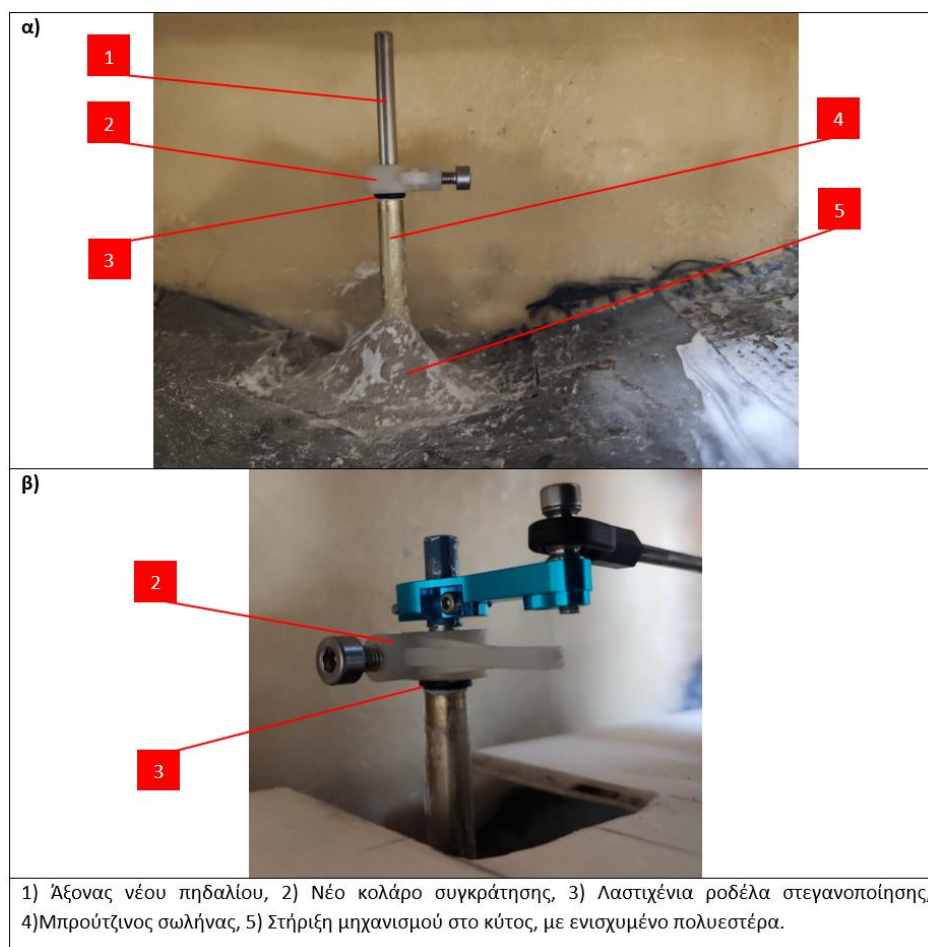 α)
1
2
4
5
3
β)
2
3
1) Άξονας νέου πηδαλίου, 2) Νέο κολάρο συγκράτησης, 3) Λαστιχένια ροδέλα στεγανοποίησης,
4)Μπρούτζινος σωλήνας, 5) Στήριξη μηχανισμού στο κύτος, με ενισχυμένο πολυεστέρα.